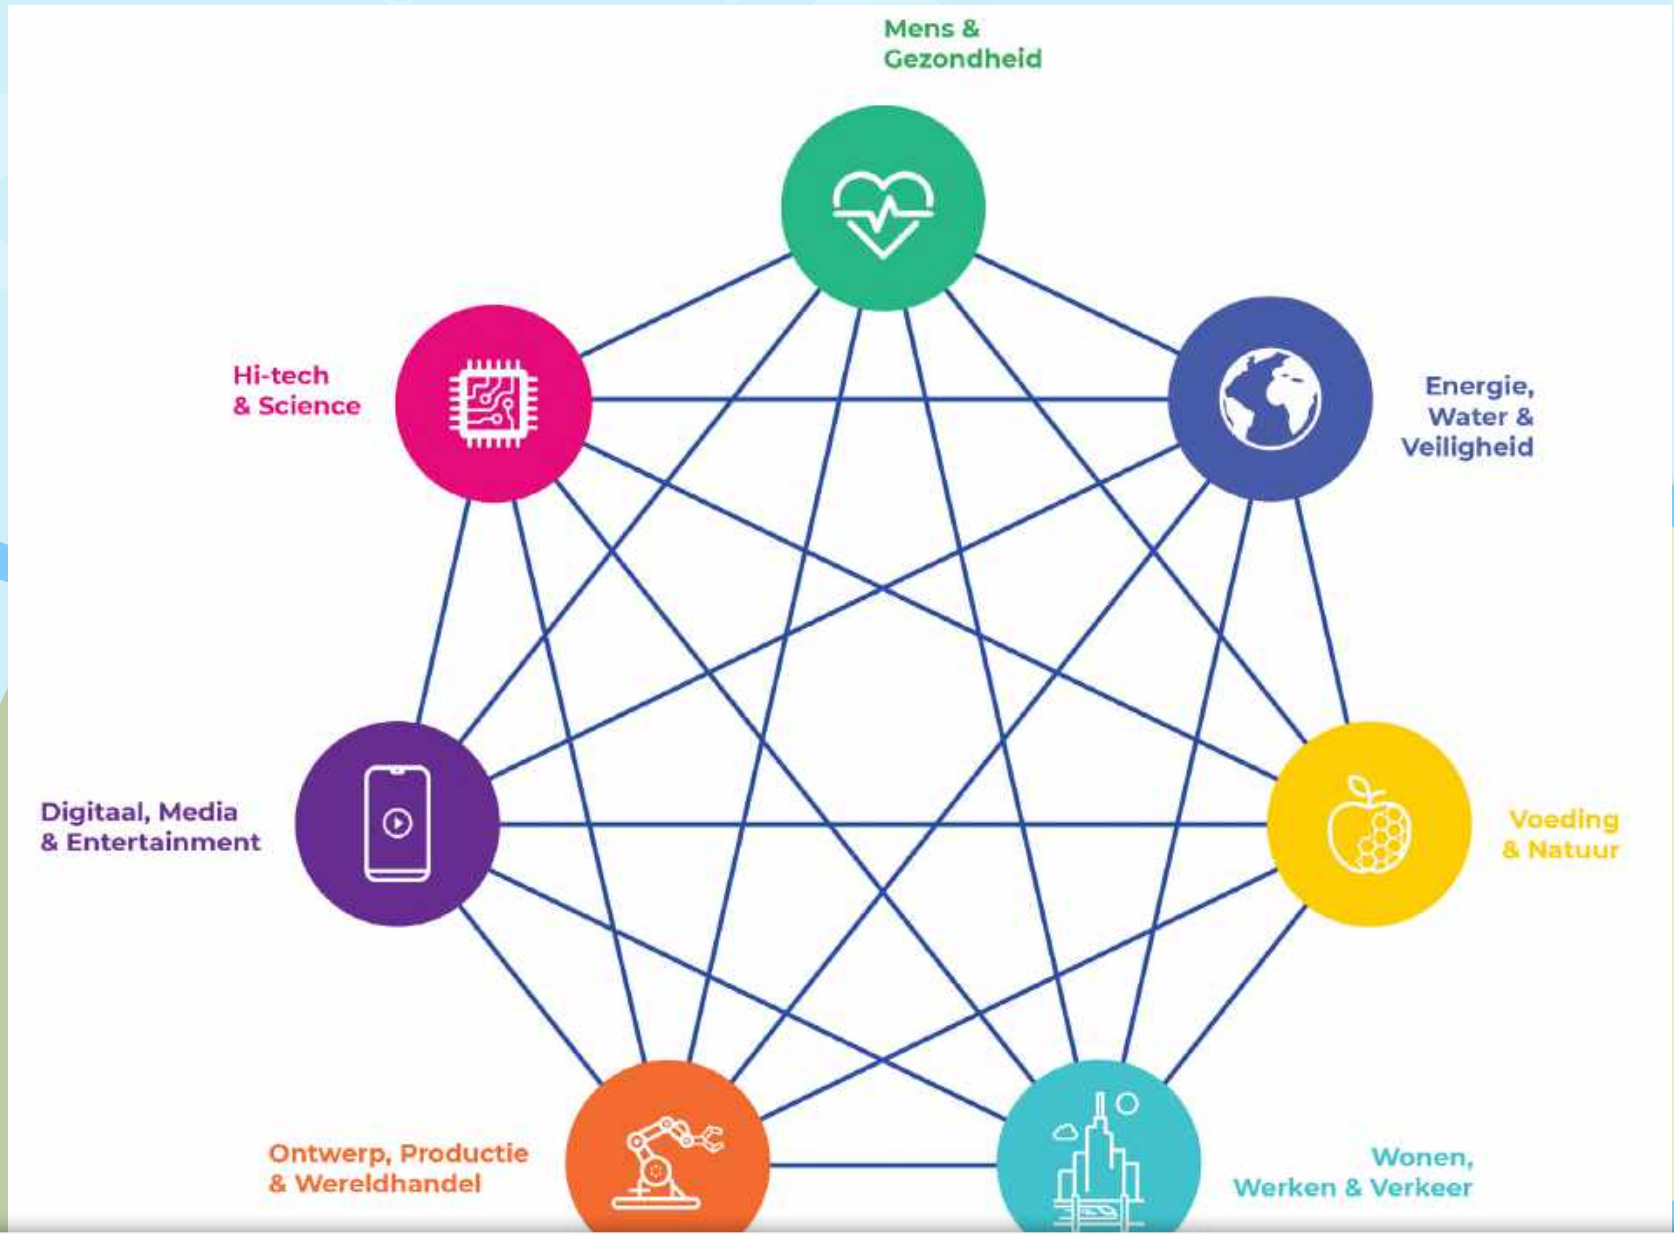 Mens &
Gezondheid
Hi-tech
& Science
Energie,
Water &
Veiligheid
Digitaal, Media
& Entertainment
Voeding
& Natuur
Ontwerp, Productie
& Wereldhandel
Wonen,
Werken & Verkeer